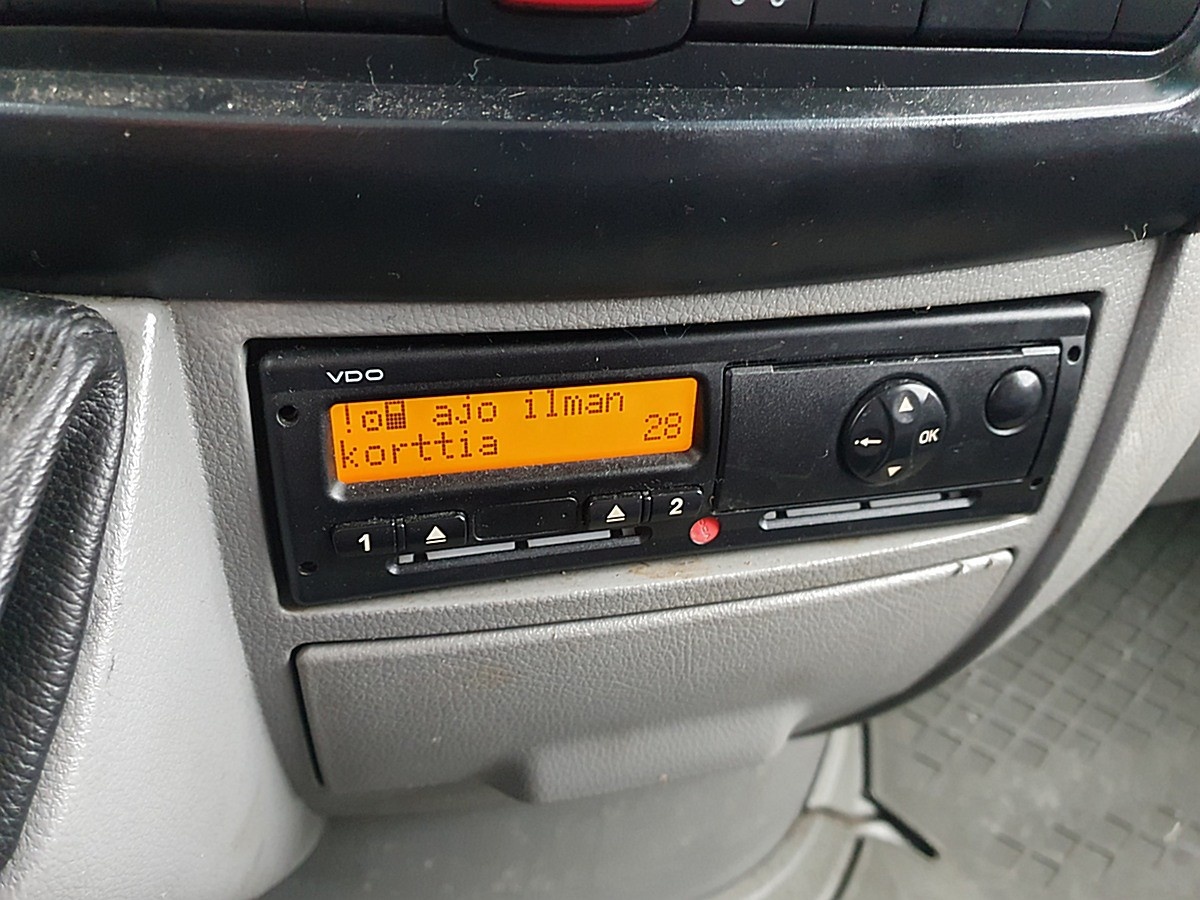 VDO
! ajo ilman
korttia 28
1 2
OK